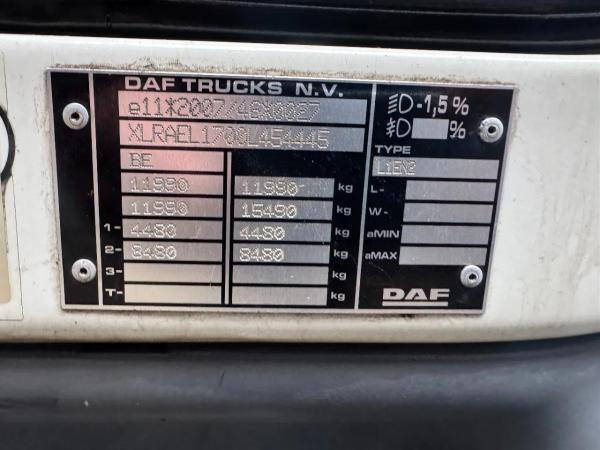 DAF TRUCKS N.V.
e11*2007/46*0027
XLRAEL1700L454445
BE
11990 11990 kg
11990 15490 kg
1- 4480 4480 kg
2- 8480 8480 kg
3- kg
T- kg
-1,5%
%
TYPE
L1EN2
L-
W-
aMIN
aMAX
DAF